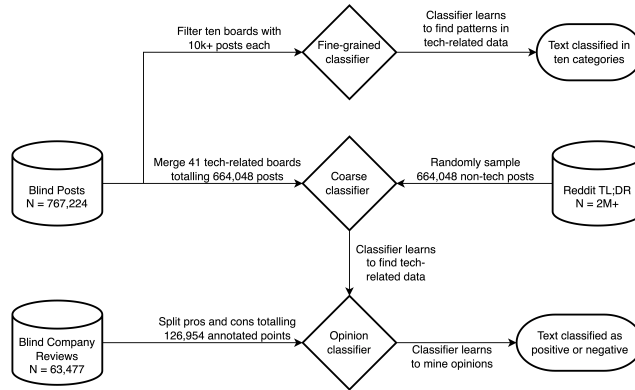 Filter ten boards with
10k+ posts each
Fine-grained
classifier
Classifier learns
to find patterns in
tech-related data
Text classified in
ten categories
Blind Posts
N = 767,224
Merge 41 tech-related boards
totalling 664,048 posts
Coarse
classifier
Randomly sample
664,048 non-tech posts
Reddit TL;DR
N = 2M+
Classifier learns
to find tech-
related data
Blind Company
Reviews
N = 63,477
Split pros and cons totalling
126,954 annotated points
Opinion
classifier
Classifier learns
to mine opinions
Text classified as
positive or negative